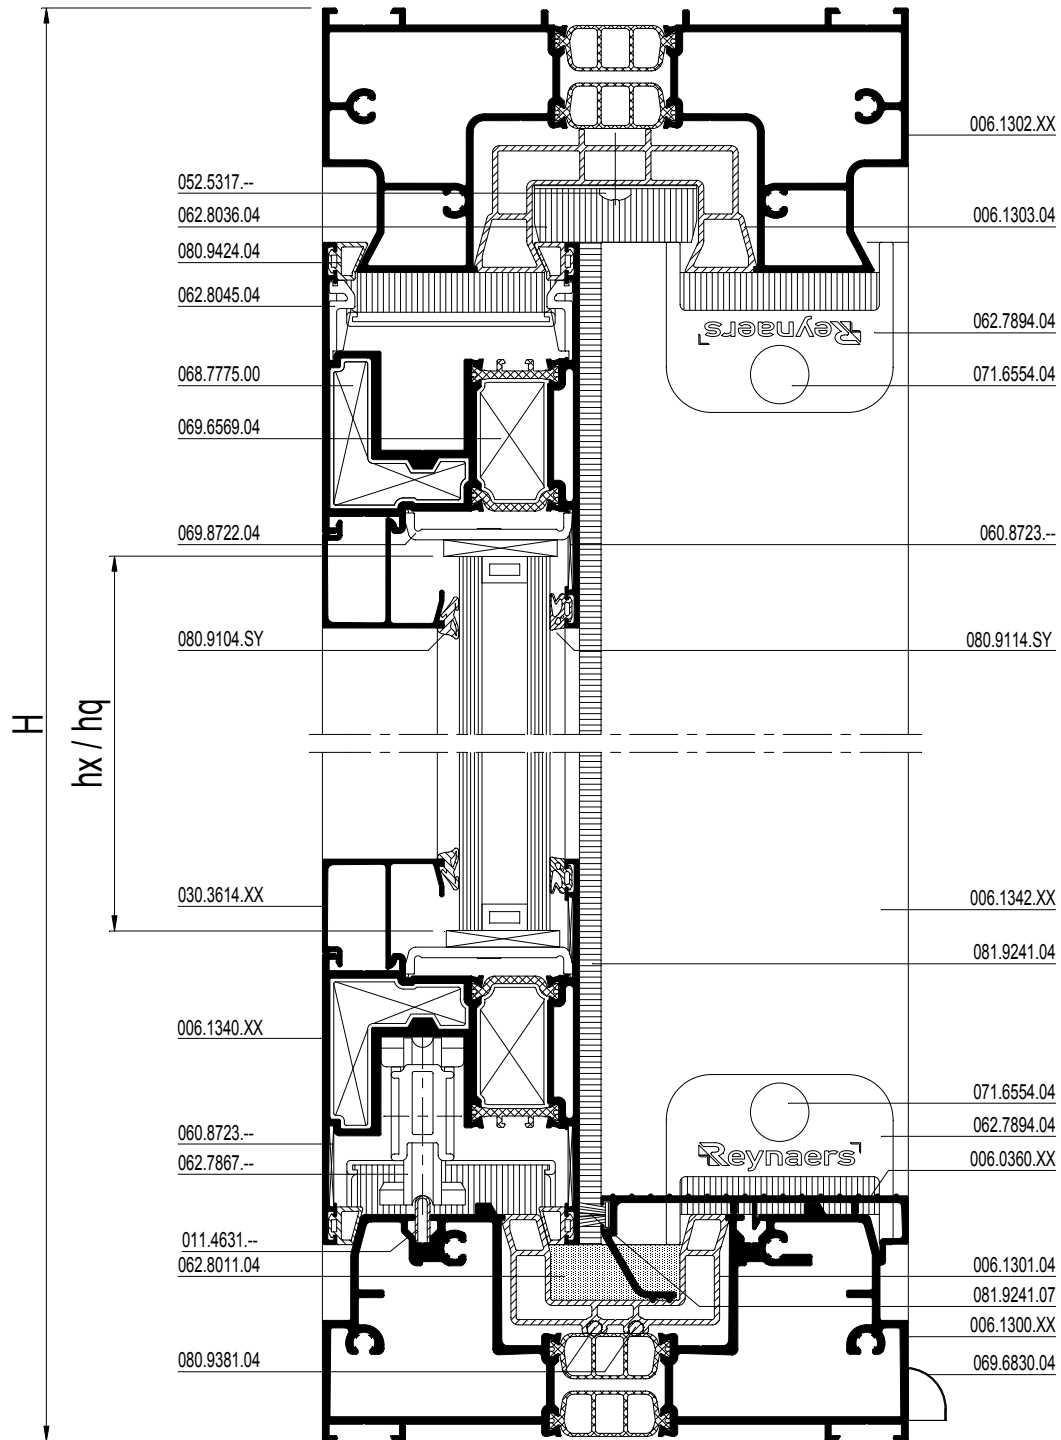 006.1302.XX
052.5317.--
062.8036.04
006.1303.04
080.9424.04
062.8045.04
062.7894.04
Reynaers
068.7775.00
071.6554.04
069.6569.04
069.8722.04
060.8723.--
080.9104.SY
080.9114.SY
H
hx / hq
030.3614.XX
006.1342.XX
081.9241.04
006.1340.XX
071.6554.04
060.8723.--
062.7894.04
Reynaers
062.7867.--
006.0360.XX
011.4631.--
062.8011.04
006.1301.04
081.9241.07
006.1300.XX
080.9381.04
069.6830.04